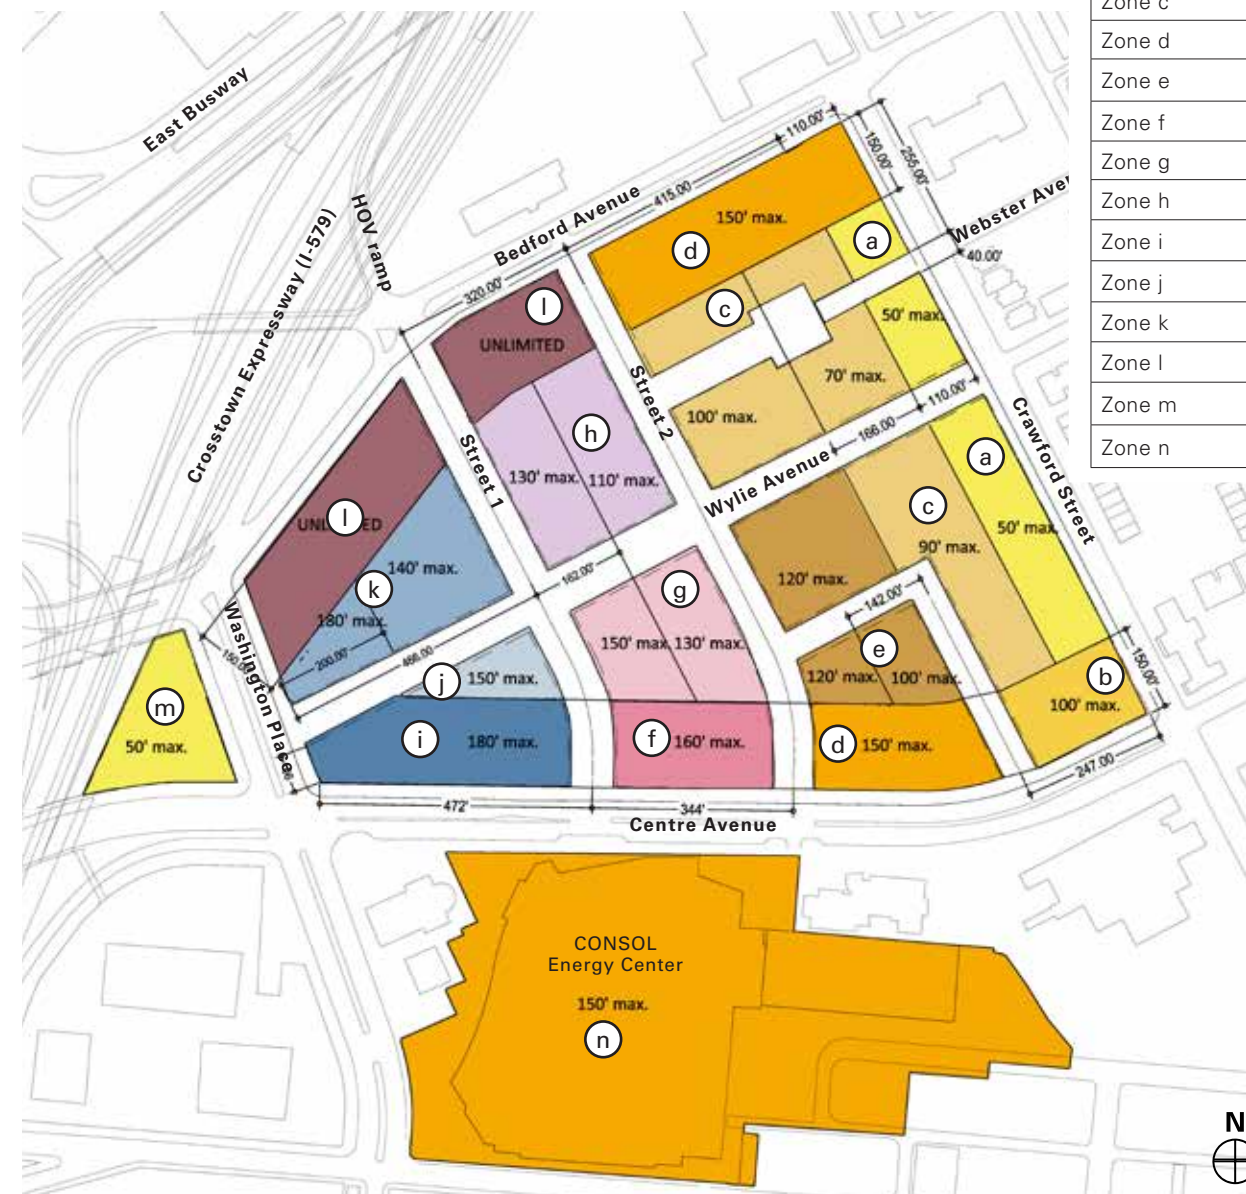 Zone c
Zone d
Zone e
Zone f
Zone g
Zone h
Zone i
Zone j
Zone k
Zone l
Zone m
Zone n
East Busway
HOV ramp
Crosstown Expressway (I-579)
Bedford Avenue
Webster
Street 2
Street 1
Wylie Avenue
Crawford Street
Washington Place
Centre Avenue
110.00'
150.00'
255.00'
415.00
40.00'
320.00'
150' max.
d
a
c
50' max.
70' max.
100' max.
l
UNLIMITED
h
130' max.
110' max.
166.00'
110.00'
a
c
90' max.
50' max.
120' max.
l
k
140' max.
180' max.
200.00'
466.00
162.00'
g
150' max.
130' max.
142.00'
e
120' max.
100' max.
b
100' max.
150.00'
247.00
j
150' max.
i
180' max.
f
160' max.
d
150' max.
m
50' max.
472'
344'
CONSOL
Energy Center
150' max.
n
N